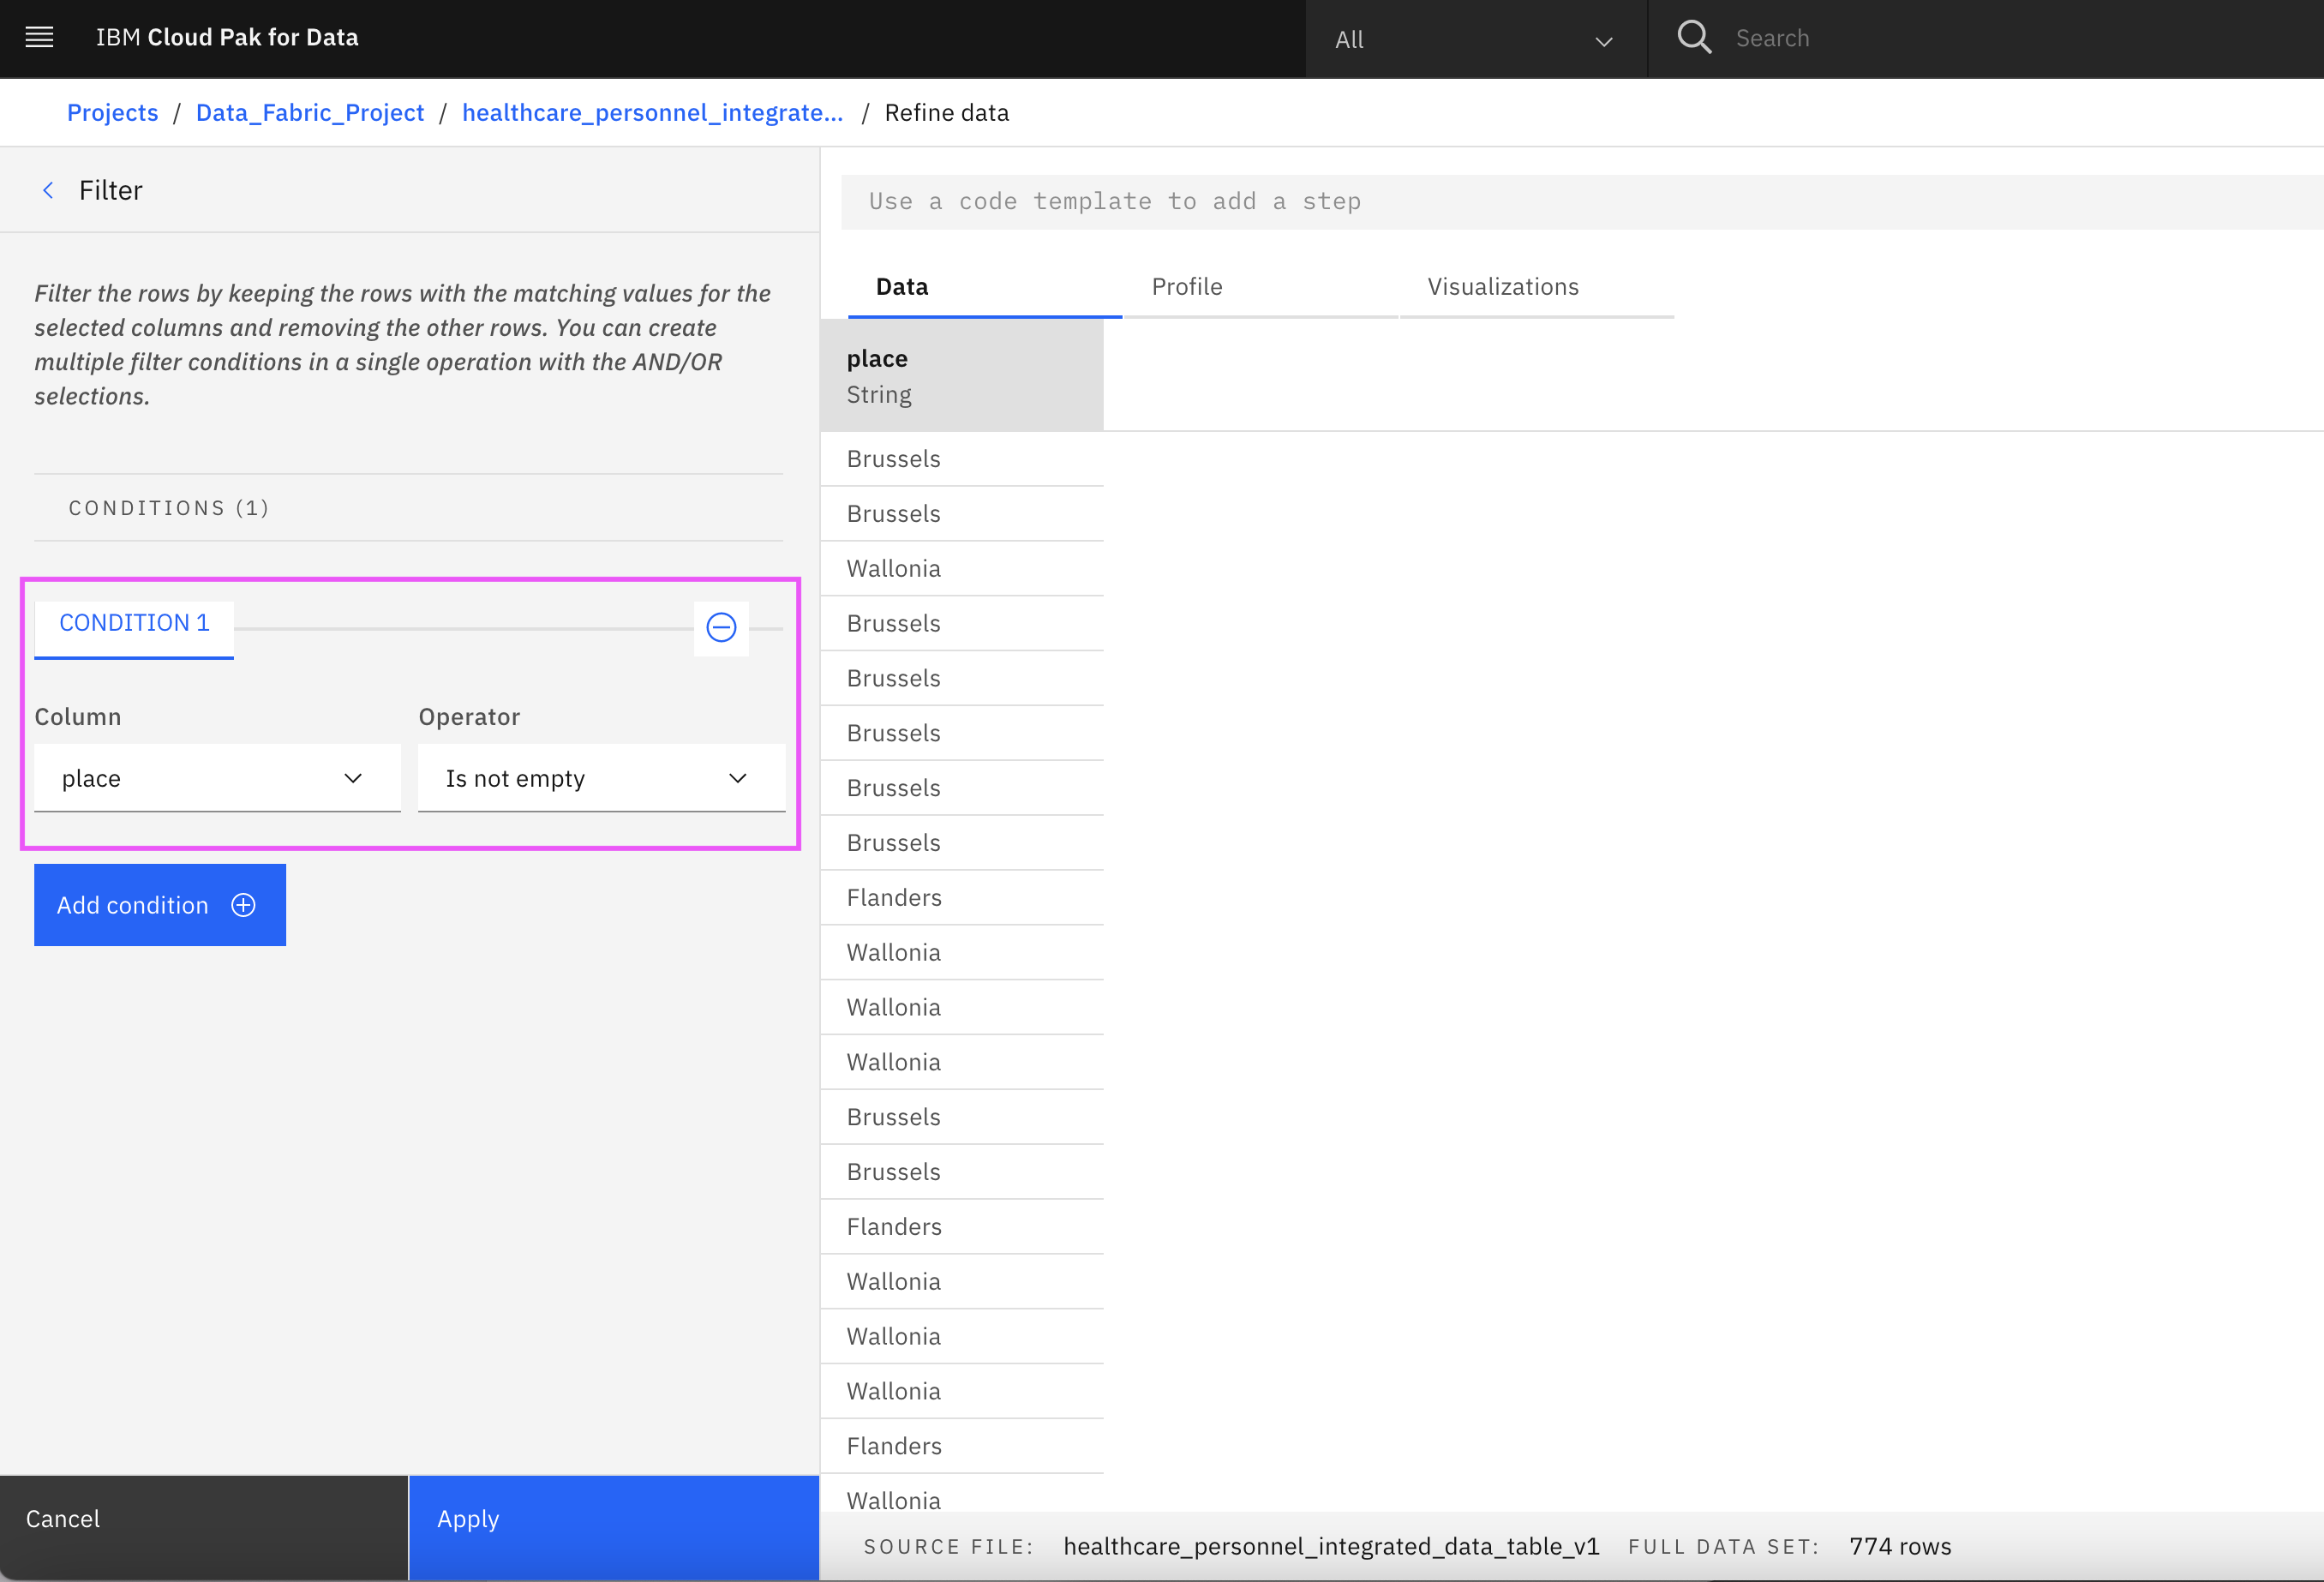 IBM Cloud Pak for Data
All
Search
Projects / Data_Fabric_Project / healthcare_personnel_integrate... / Refine data
Filter
Filter the rows by keeping the rows with the matching values for the
selected columns and removing the other rows. You can create
multiple filter conditions in a single operation with the AND/OR
selections.
CONDITIONS (1)
CONDITION 1
Column
Operator
place
Is not empty
Add condition
Cancel
Apply
Use a code template to add a step
Data
Profile
Visualizations
place
String
Brussels
Brussels
Wallonia
Brussels
Brussels
Brussels
Brussels
Brussels
Flanders
Wallonia
Wallonia
Wallonia
Brussels
Brussels
Flanders
Wallonia
Wallonia
Wallonia
Flanders
Wallonia
SOURCE FILE: healthcare_personnel_integrated_data_table_v1 FULL DATA SET: 774 rows